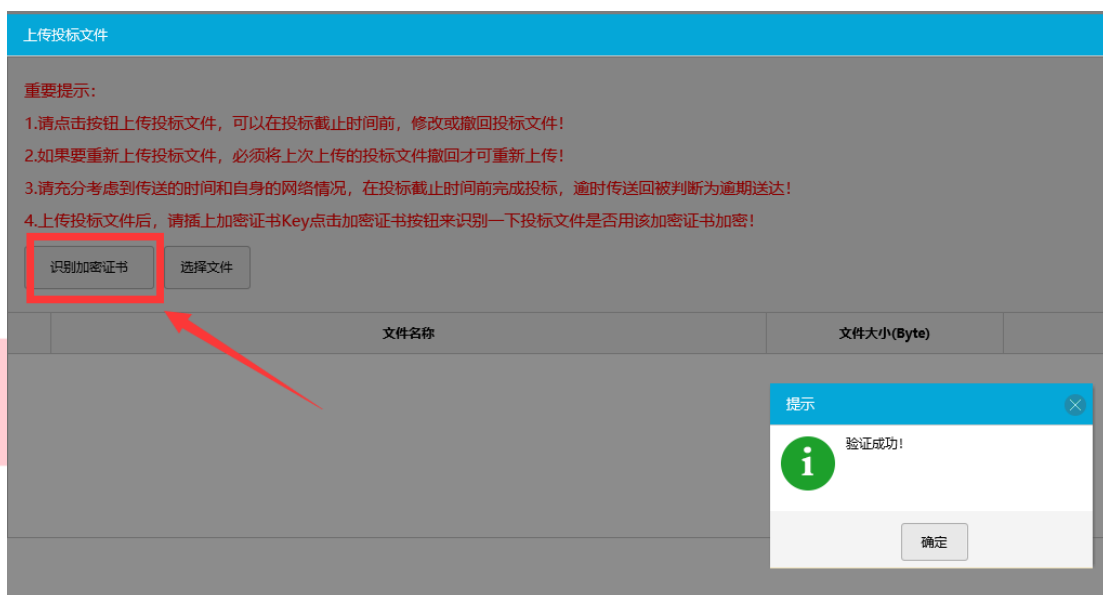 上传投标文件
重要提示：
1.请点击按钮上传投标文件，可以在投标截止时间前，修改或撤回投标文件！
2.如果要重新上传投标文件，必须将上次上传的投标文件撤回才可重新上传！
3.请充分考虑到传送的时间和自身的网络情况，在投标截止时间前完成投标，逾时传送回被判断为逾期送达！
4.上传投标文件后，请插上加密证书Key点击加密证书按钮来识别一下投标文件是否用该加密证书加密！
识别加密证书 选择文件
文件名称 文件大小(Byte)
提示
验证成功！
确定